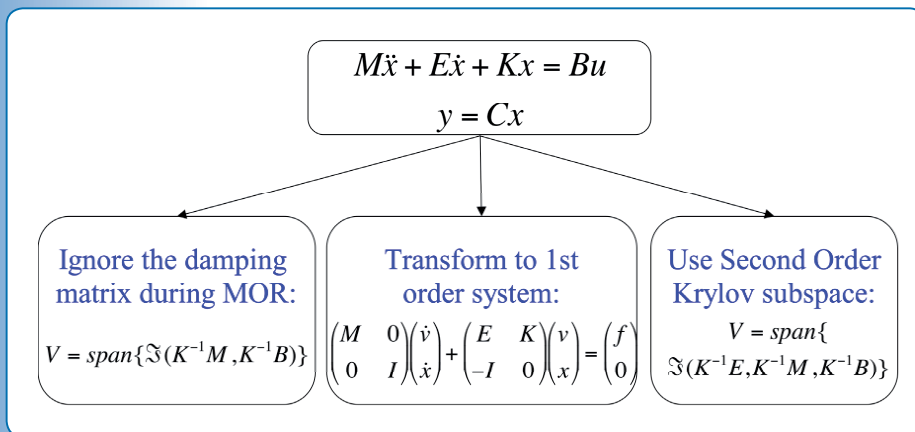 Mẍ + Eẋ + Kx = Bu
y = Cx
Ignore the damping
matrix during MOR:
V = span{ℑ(K⁻¹M ,K⁻¹B)}
Transform to 1st
order system:
(M 0)(v̇) + (E K)(v) = (f)
(0 I)(ẋ) (–I 0)(x) (0)
Use Second Order
Krylov subspace:
V = span{
ℑ(K⁻¹E,K⁻¹M ,K⁻¹B)}